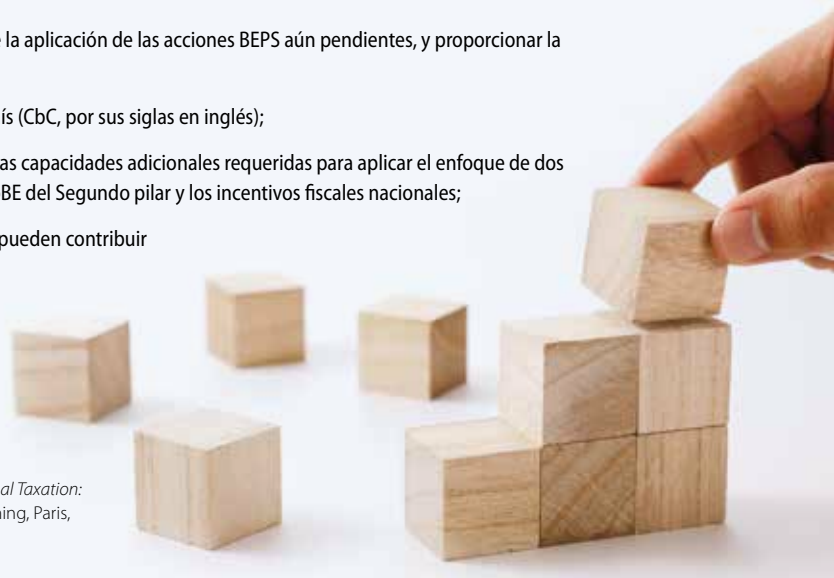 la aplicación de las acciones BEPS aún pendientes, y proporcionar la
ís (CbC, por sus siglas en inglés);
as capacidades adicionales requeridas para aplicar el enfoque de dos
BE del Segundo pilar y los incentivos fiscales nacionales;
pueden contribuir
al Taxation:
ing, Paris,